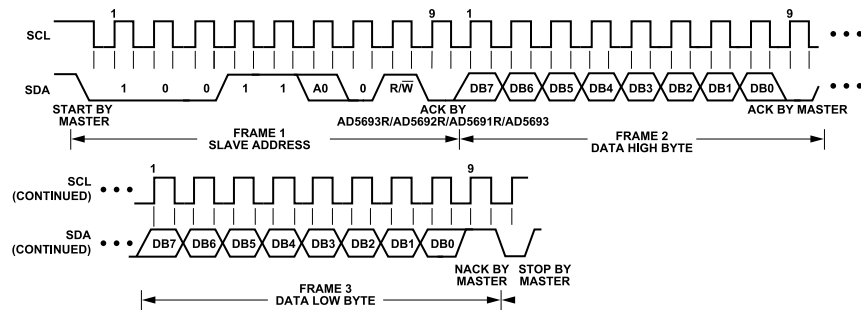 1 9 1 9
SCL
SDA 1 0 0 1 1 A0 0 R/W DB7 DB6 DB5 DB4 DB3 DB2 DB1 DB0
START BY MASTER
ACK BY AD5693R/AD5692R/AD5691R/AD5693
ACK BY MASTER
FRAME 1
SLAVE ADDRESS
FRAME 2
DATA HIGH BYTE
1 9
SCL
(CONTINUED)
SDA
(CONTINUED)
DB7 DB6 DB5 DB4 DB3 DB2 DB1 DB0
NACK BY
MASTER
STOP BY
MASTER
FRAME 3
DATA LOW BYTE